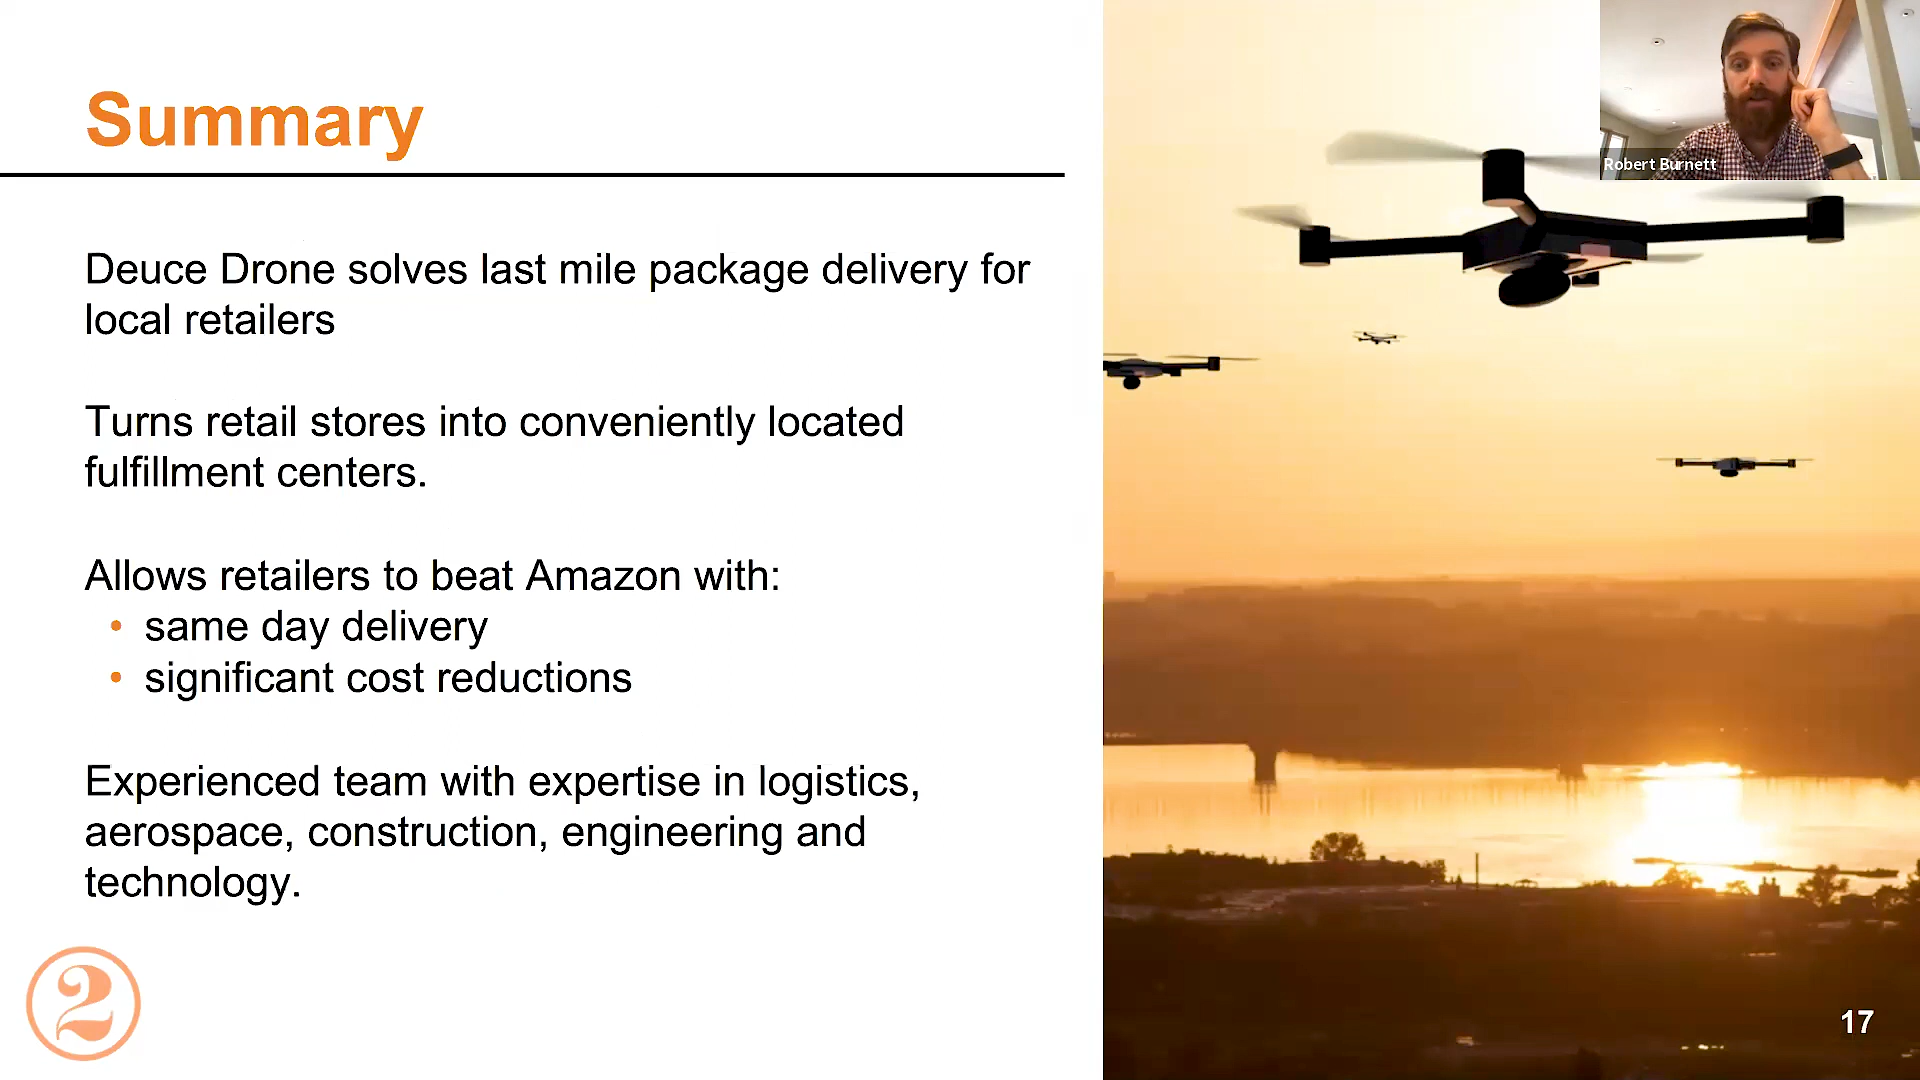 Summary
Deuce Drone solves last mile package delivery for
local retailers
Turns retail stores into conveniently located
fulfillment centers.
Allows retailers to beat Amazon with:
• same day delivery
• significant cost reductions
Experienced team with expertise in logistics,
aerospace, construction, engineering and
technology.
2
Robert Burnett
17